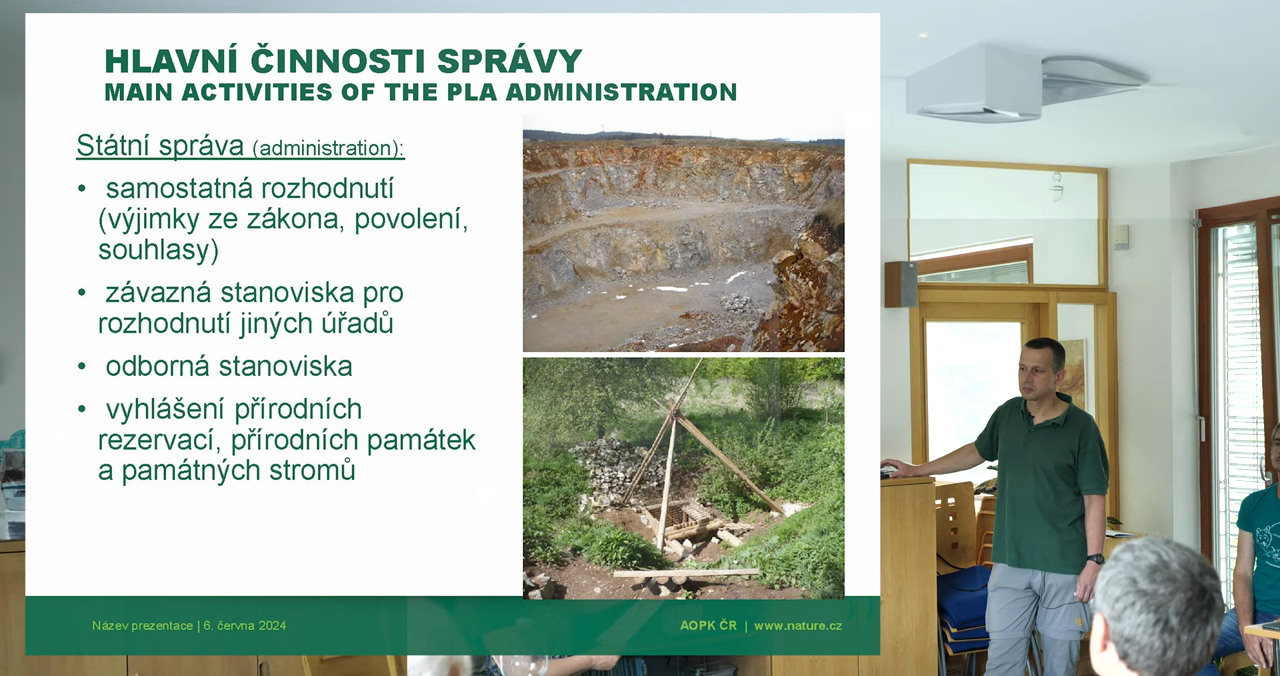 HLAVNÍ ČINNOSTI SPRÁVY
MAIN ACTIVITIES OF THE PLA ADMINISTRATION
Státní správa (administration):
• samostatná rozhodnutí
(výjimky ze zákona, povolení,
souhlasy)
• závazná stanoviska pro
rozhodnutí jiných úřadů
• odborná stanoviska
• vyhlášení přírodních
rezervací, přírodních památek
a památných stromů
Název prezentace | 6. června 2024
AOPK ČR | www.nature.cz